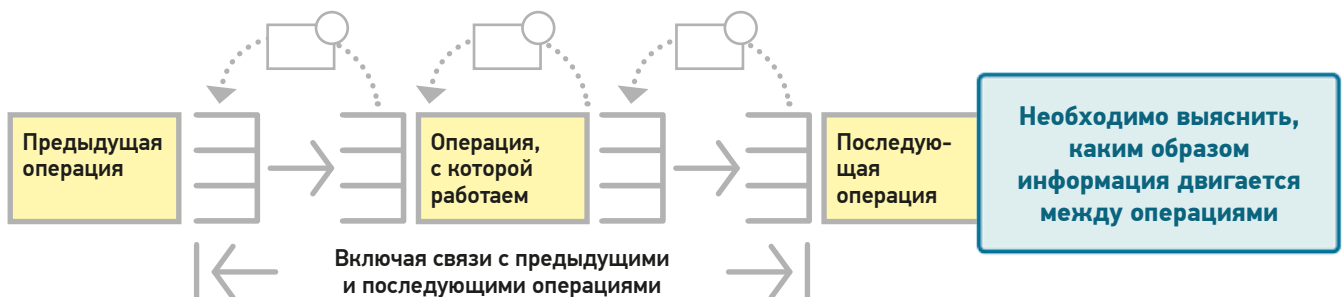 Предыдущая
операция
Операция,
с которой
работаем
Последую-
щая
операция
Необходимо выяснить,
каким образом
информация двигается
между операциями
Включая связи с предыдущими
и последующими операциями